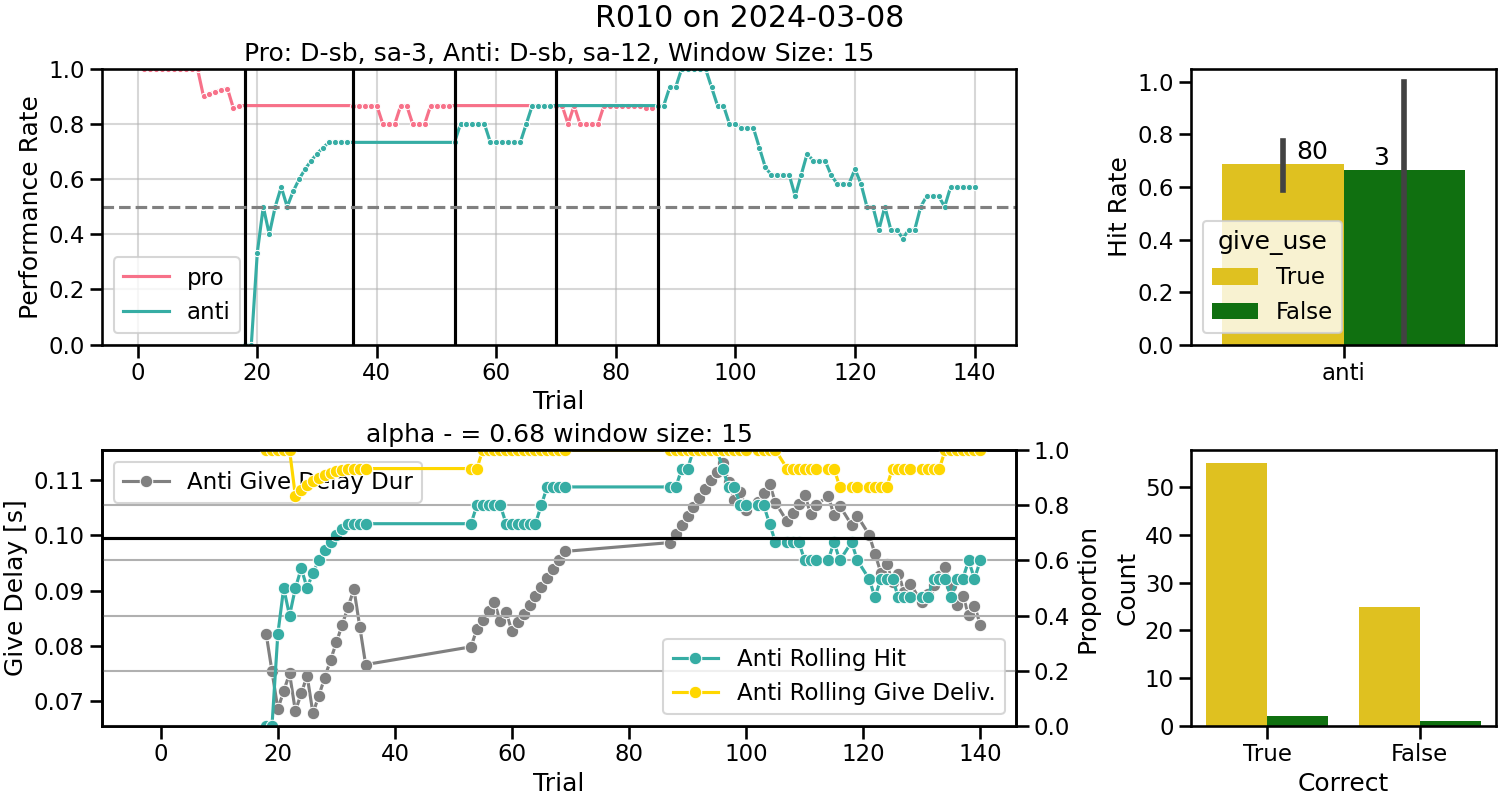 R010 on 2024-03-08
Pro: D-sb, sa-3, Anti: D-sb, sa-12, Window Size: 15
Performance Rate
1.0
0.8
0.6
0.4
0.2
0.0
pro
anti
0 20 40 60 80 100 120 140
Trial
Hit Rate
1.0
0.8
0.6
0.4
0.2
0.0
80
3
give_use
True
False
anti
alpha - = 0.68 window size: 15
Give Delay [s]
0.11
0.10
0.09
0.08
0.07
Anti Give Delay Dur
Anti Rolling Hit
Anti Rolling Give Deliv.
1.0
0.8
0.6
0.4
0.2
0.0
Proportion
0 20 40 60 80 100 120 140
Trial
Count
50
40
30
20
10
0
True False
Correct